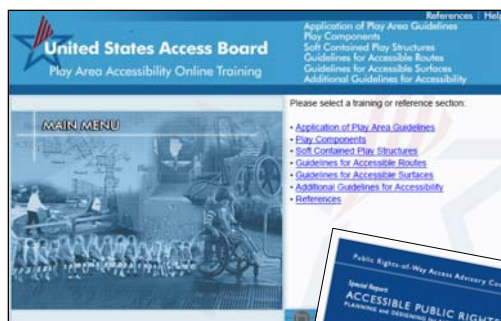 References | Help
United States Access Board
Play Area Accessibility Online Training
Application of Play Area Guidelines
Play Components
Soft Contained Play Structures
Guidelines for Accessible Routes
Guidelines for Accessible Surfaces
Additional Guidelines for Accessibility
MAIN MENU
Please select a training or reference section:
• Application of Play Area Guidelines
• Play Components
• Soft Contained Play Structures
• Guidelines for Accessible Routes
• Guidelines for Accessible Surfaces
• Additional Guidelines for Accessibility
• References
Public Rights-of-Way Access Advisory
Special Report:
ACCESSIBLE PUBLIC RIGHTS
PLANNING and DESIGNING